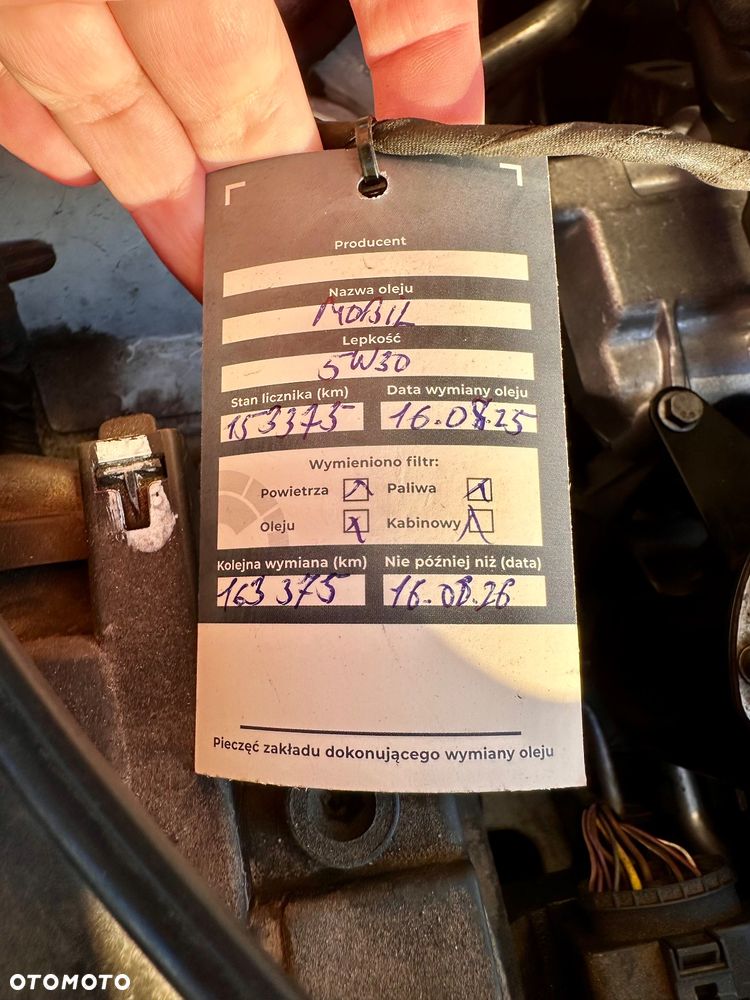 Producent
Nazwa oleju
MOBIL
Lepkość
5W30
Stan licznika (km) Data wymiany oleju
153375 16.08.25
Wymieniono filtr:
Powietrza Paliwa
Oleju Kabinowy
Kolejna wymiana (km) Nie później niż (data)
163 375 16.08.26
Pieczęć zakładu dokonującego wymiany oleju
OTOMOTO